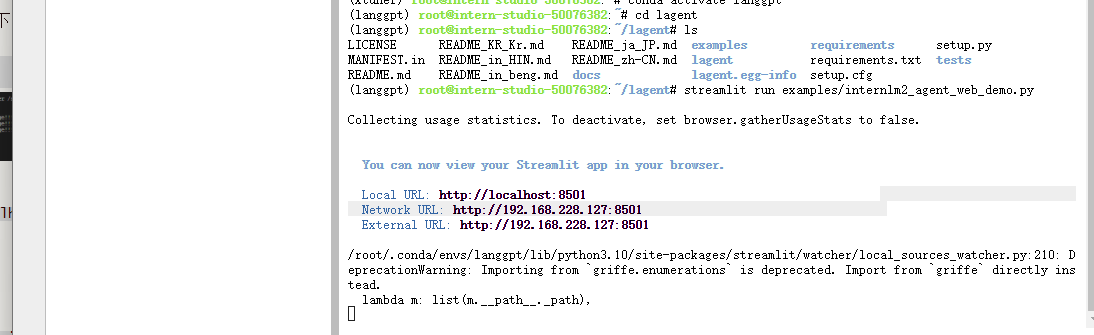 下
(xtuner) root@intern-studio-50076382:~# conda activate langgpt
(langgpt) root@intern-studio-50076382:~# cd lagent
(langgpt) root@intern-studio-50076382:~/lagent# ls
LICENSE README_KR_Kr.md README_ja_JP.md examples requirements setup.py
MANIFEST.in README_in_HIN.md README_zh-CN.md lagent requirements.txt tests
README.md README_in_beng.md docs lagent.egg-info setup.cfg
(langgpt) root@intern-studio-50076382:~/lagent# streamlit run examples/internlm2_agent_web_demo.py
Collecting usage statistics. To deactivate, set browser.gatherUsageStats to false.
You can now view your Streamlit app in your browser.
Local URL: http://localhost:8501
Network URL: http://192.168.228.127:8501
External URL: http://192.168.228.127:8501
/root/.conda/envs/langgpt/lib/python3.10/site-packages/streamlit/watcher/local_sources_watcher.py:210: D
eprecationWarning: Importing from `griffe.enumerations` is deprecated. Import from `griffe` directly ins
tead.
lambda m: list(m.__path__._path),